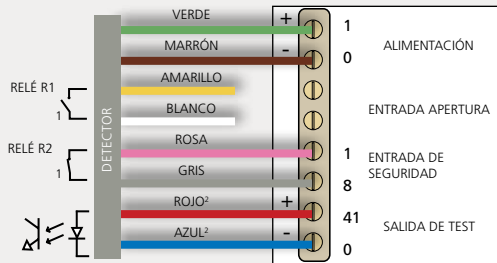 VERDE + 1
MARRÓN - 0
ALIMENTACIÓN
RELÉ R1
1
AMARILLO
BLANCO
ENTRADA APERTURA
DETECTOR
RELÉ R2
1
ROSA 1
GRIS 8
ENTRADA DE
SEGURIDAD
ROJO² + 41
AZUL² - 0
SALIDA DE TEST